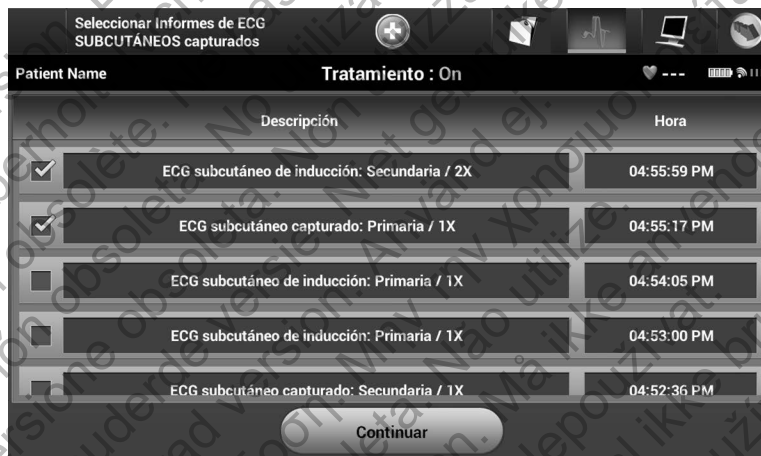 Seleccionar Informes de ECG
SUBCUTÁNEOS capturados
Patient Name
Tratamiento : On
---
Descripción
Hora
ECG subcutáneo de inducción: Secundaria / 2X
04:55:59 PM
ECG subcutáneo capturado: Primaria / 1X
04:55:17 PM
ECG subcutáneo de inducción: Primaria / 1X
04:54:05 PM
ECG subcutáneo de inducción: Primaria / 1X
04:53:00 PM
ECG subcutáneo capturado: Secundaria / 1X
04:52:36 PM
Continuar